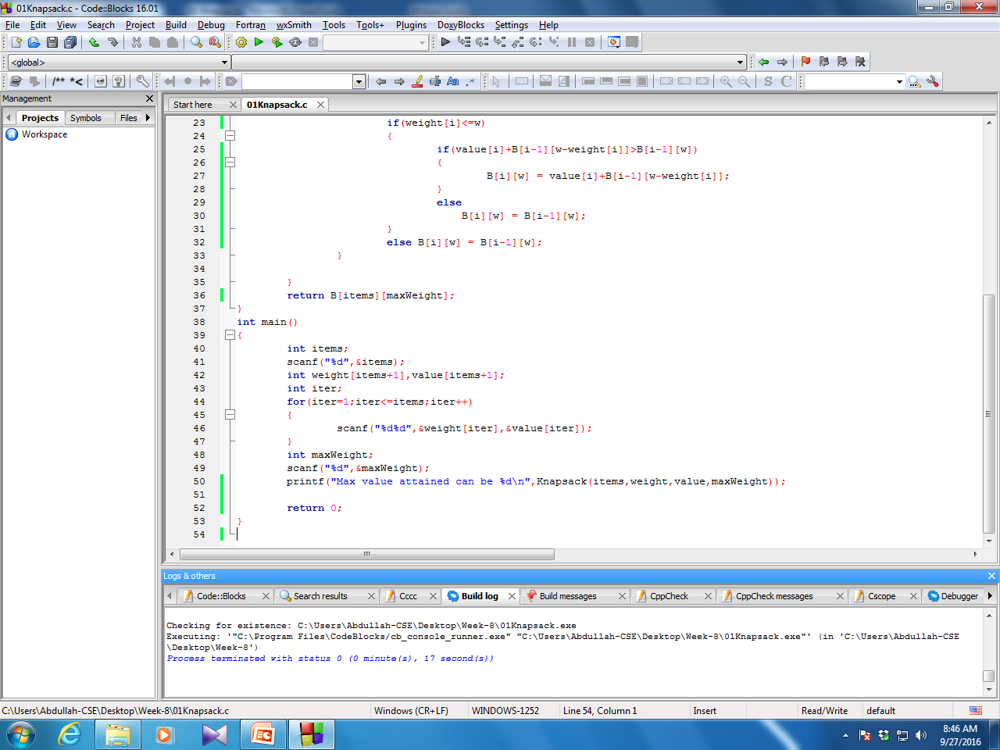 01Knapsack.c - Code::Blocks 16.01
File Edit View Search Project Build Debug Fortran wxSmith Tools Tools+ Plugins DoxyBlocks Settings Help
<global>
/** *<
Aa .*
S C
Management
Projects Symbols Files
Workspace
Start here 01Knapsack.c
23 if(weight[i]<=w)
24 {
25 if(value[i]+B[i-1][w-weight[i]]>B[i-1][w])
26 {
27 B[i][w] = value[i]+B[i-1][w-weight[i]];
28 }
29 else
30 B[i][w] = B[i-1][w];
31 }
32 else B[i][w] = B[i-1][w];
33 }
34
35 }
36 return B[items][maxWeight];
37 }
38 int main()
39 {
40 int items;
41 scanf("%d",&items);
42 int weight[items+1],value[items+1];
43 int iter;
44 for(iter=1;iter<=items;iter++)
45 {
46 scanf("%d%d",&weight[iter],&value[iter]);
47 }
48 int maxWeight;
49 scanf("%d",&maxWeight);
50 printf("Max value attained can be %d\n",Knapsack(items,weight,value,maxWeight));
51
52 return 0;
53 }
54
Logs & others
Code::Blocks Search results Cccc Build log Build messages CppCheck CppCheck messages Cscope Debugger
Checking for existence: C:\Users\Abdullah-CSE\Desktop\Week-8\01Knapsack.exe
Executing: '"C:\Program Files\CodeBlocks/cb_console_runner.exe" "C:\Users\Abdullah-CSE\Desktop\Week-8\01Knapsack.exe"' (in 'C:\Users\Abdullah-CSE
\Desktop\Week-8')
Process terminated with status 0 (0 minute(s), 17 second(s))
C:\Users\Abdullah-CSE\Desktop\Week-8\01Knapsack.c Windows (CR+LF) WINDOWS-1252 Line 54, Column 1 Insert Read/Write default
8:46 AM
9/27/2016